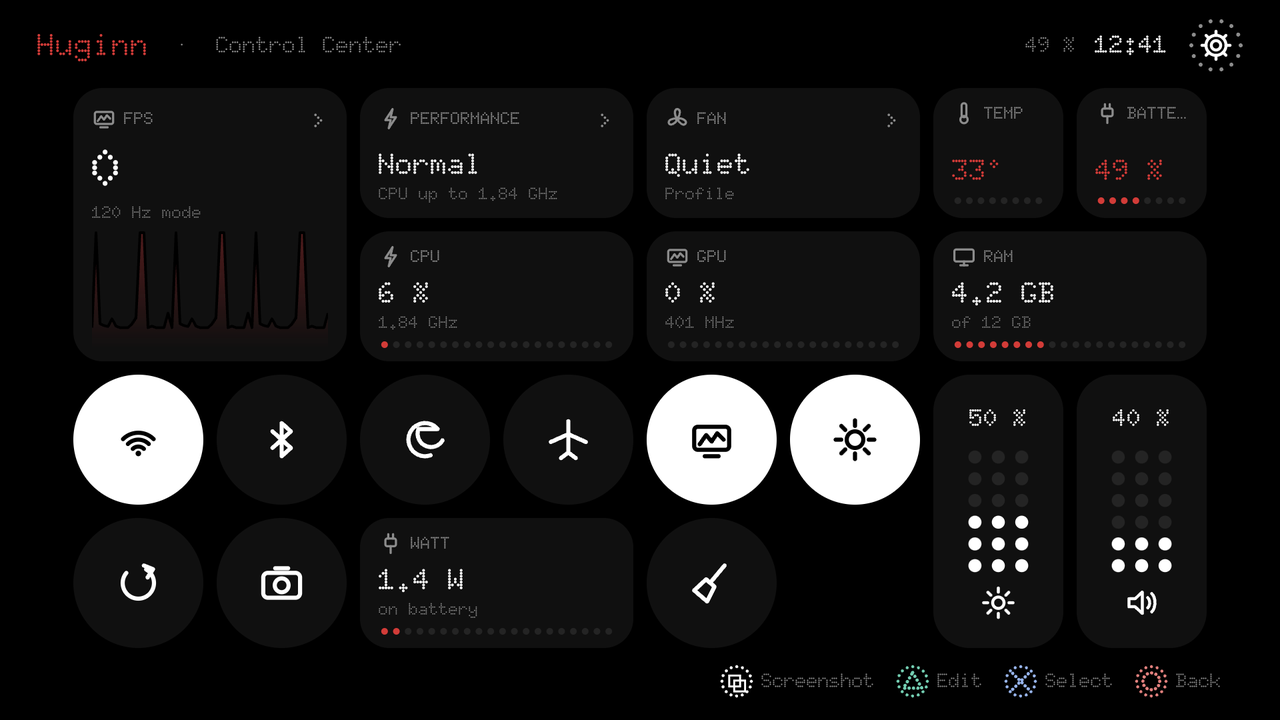 Huginn · Control Center
49 % 12:41
FPS
0
120 Hz mode
PERFORMANCE
Normal
CPU up to 1.84 GHz
FAN
Quiet
Profile
TEMP
33°
BATTE…
49 %
CPU
6 %
1.84 GHz
GPU
0 %
401 MHz
RAM
4.2 GB
of 12 GB
50 %
40 %
WATT
1.4 W
on battery
Screenshot Edit Select Back